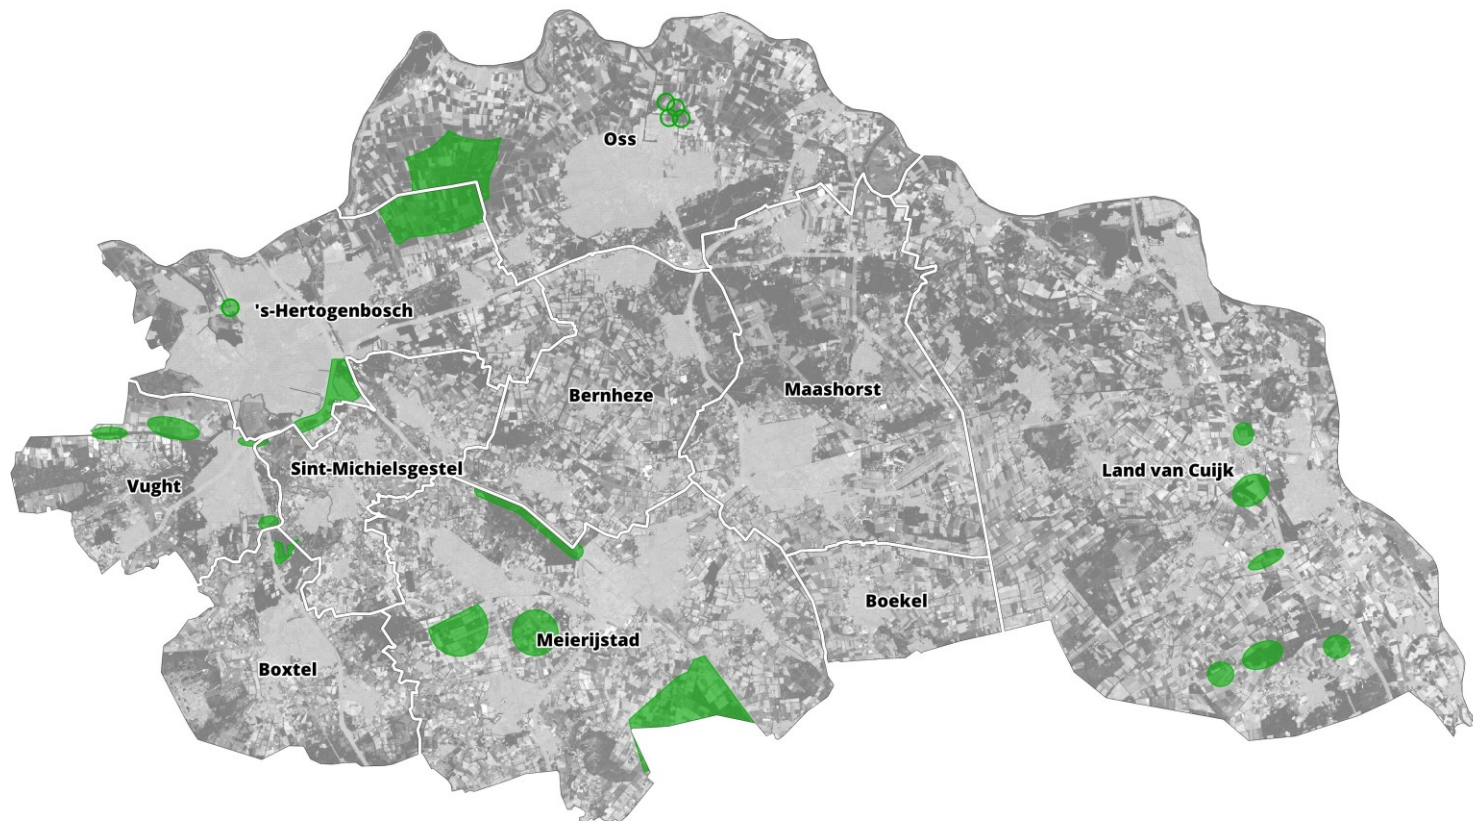 Oss
's-Hertogenbosch
Bernheze
Maashorst
Sint-Michielsgestel
Land van Cuijk
Vught
Boekel
Meierijstad
Boxtel